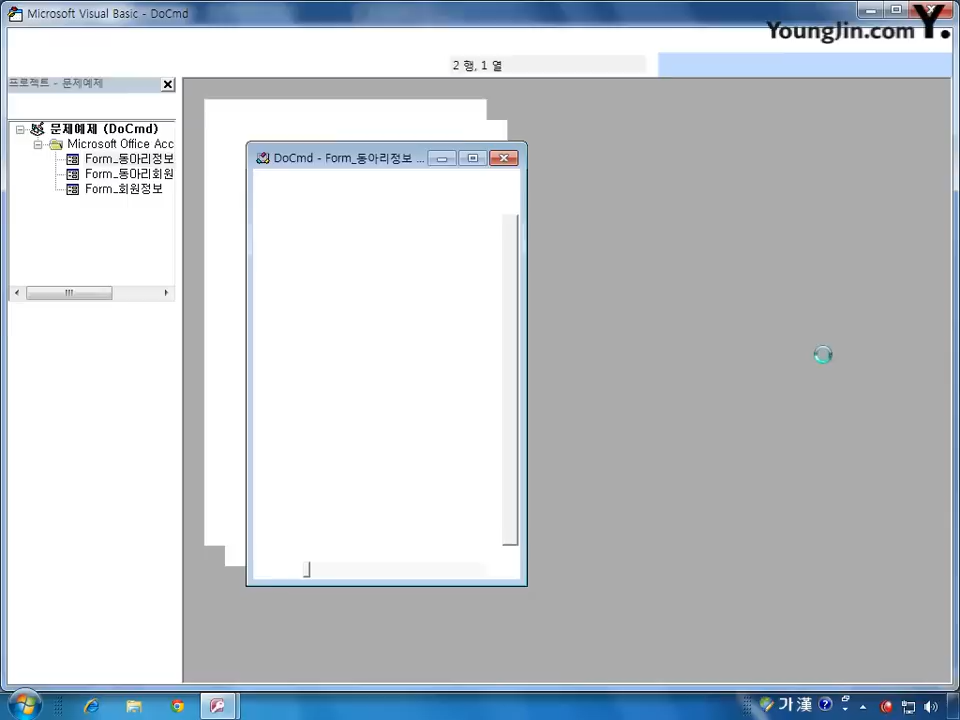 Microsoft Visual Basic - DoCmd
YoungJin.com Y.
2 행, 1 열
프로젝트 - 문제예제
문제예제 (DoCmd)
Microsoft Office Acc
Form_동아리정보
Form_동아리회원
Form_회원정보
DoCmd - Form_동아리정보 ...
가 漢